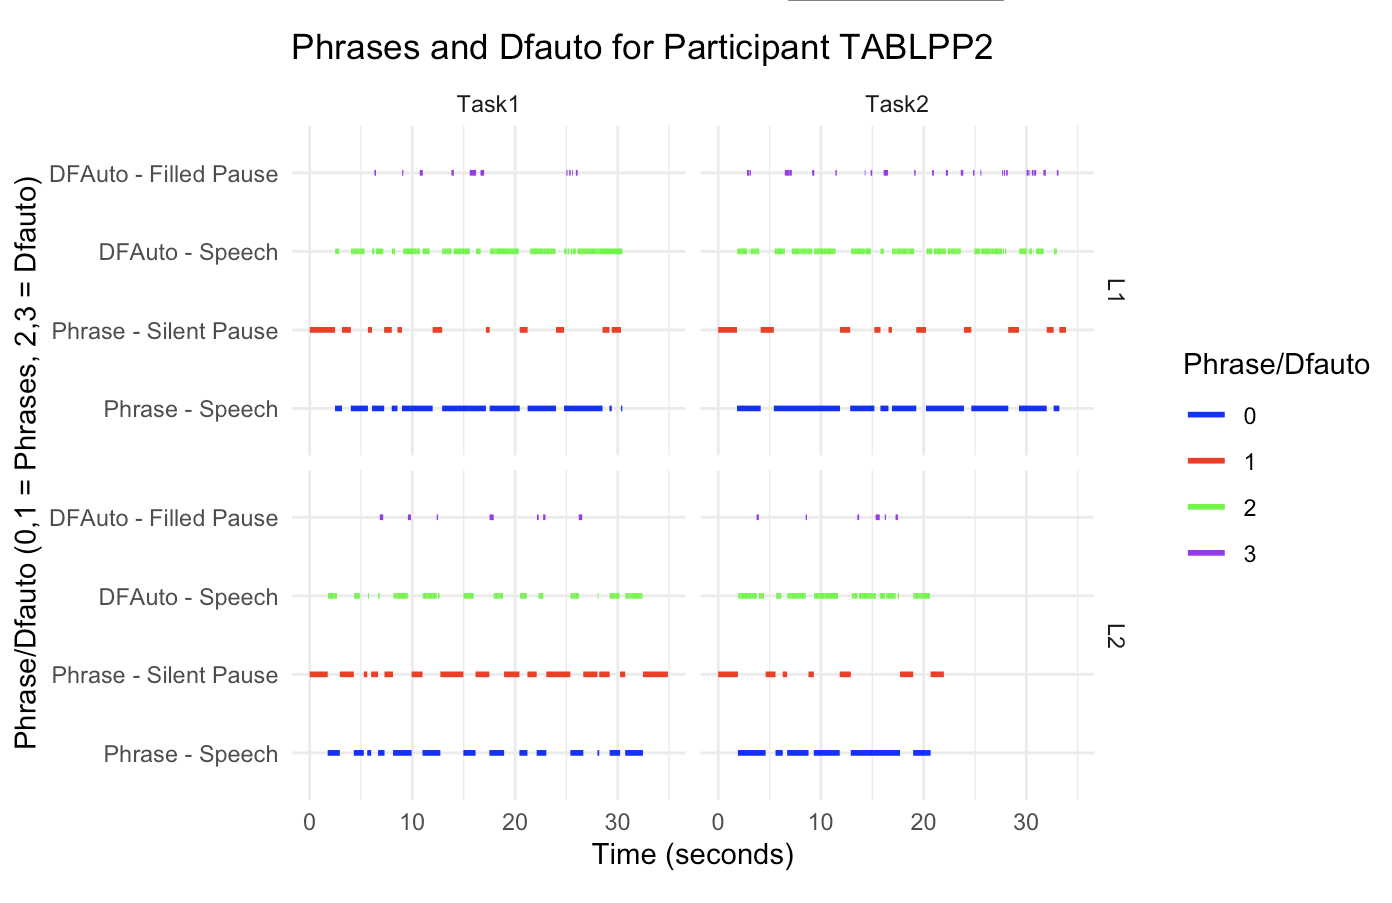 Phrases and Dfauto for Participant TABLPP2
Task1
Task2
Phrase/Dfauto (0,1 = Phrases, 2,3 = Dfauto)
DFAuto - Filled Pause
DFAuto - Speech
Phrase - Silent Pause
Phrase - Speech
L1
DFAuto - Filled Pause
DFAuto - Speech
Phrase - Silent Pause
Phrase - Speech
L2
0 10 20 30
0 10 20 30
Time (seconds)
Phrase/Dfauto
0
1
2
3